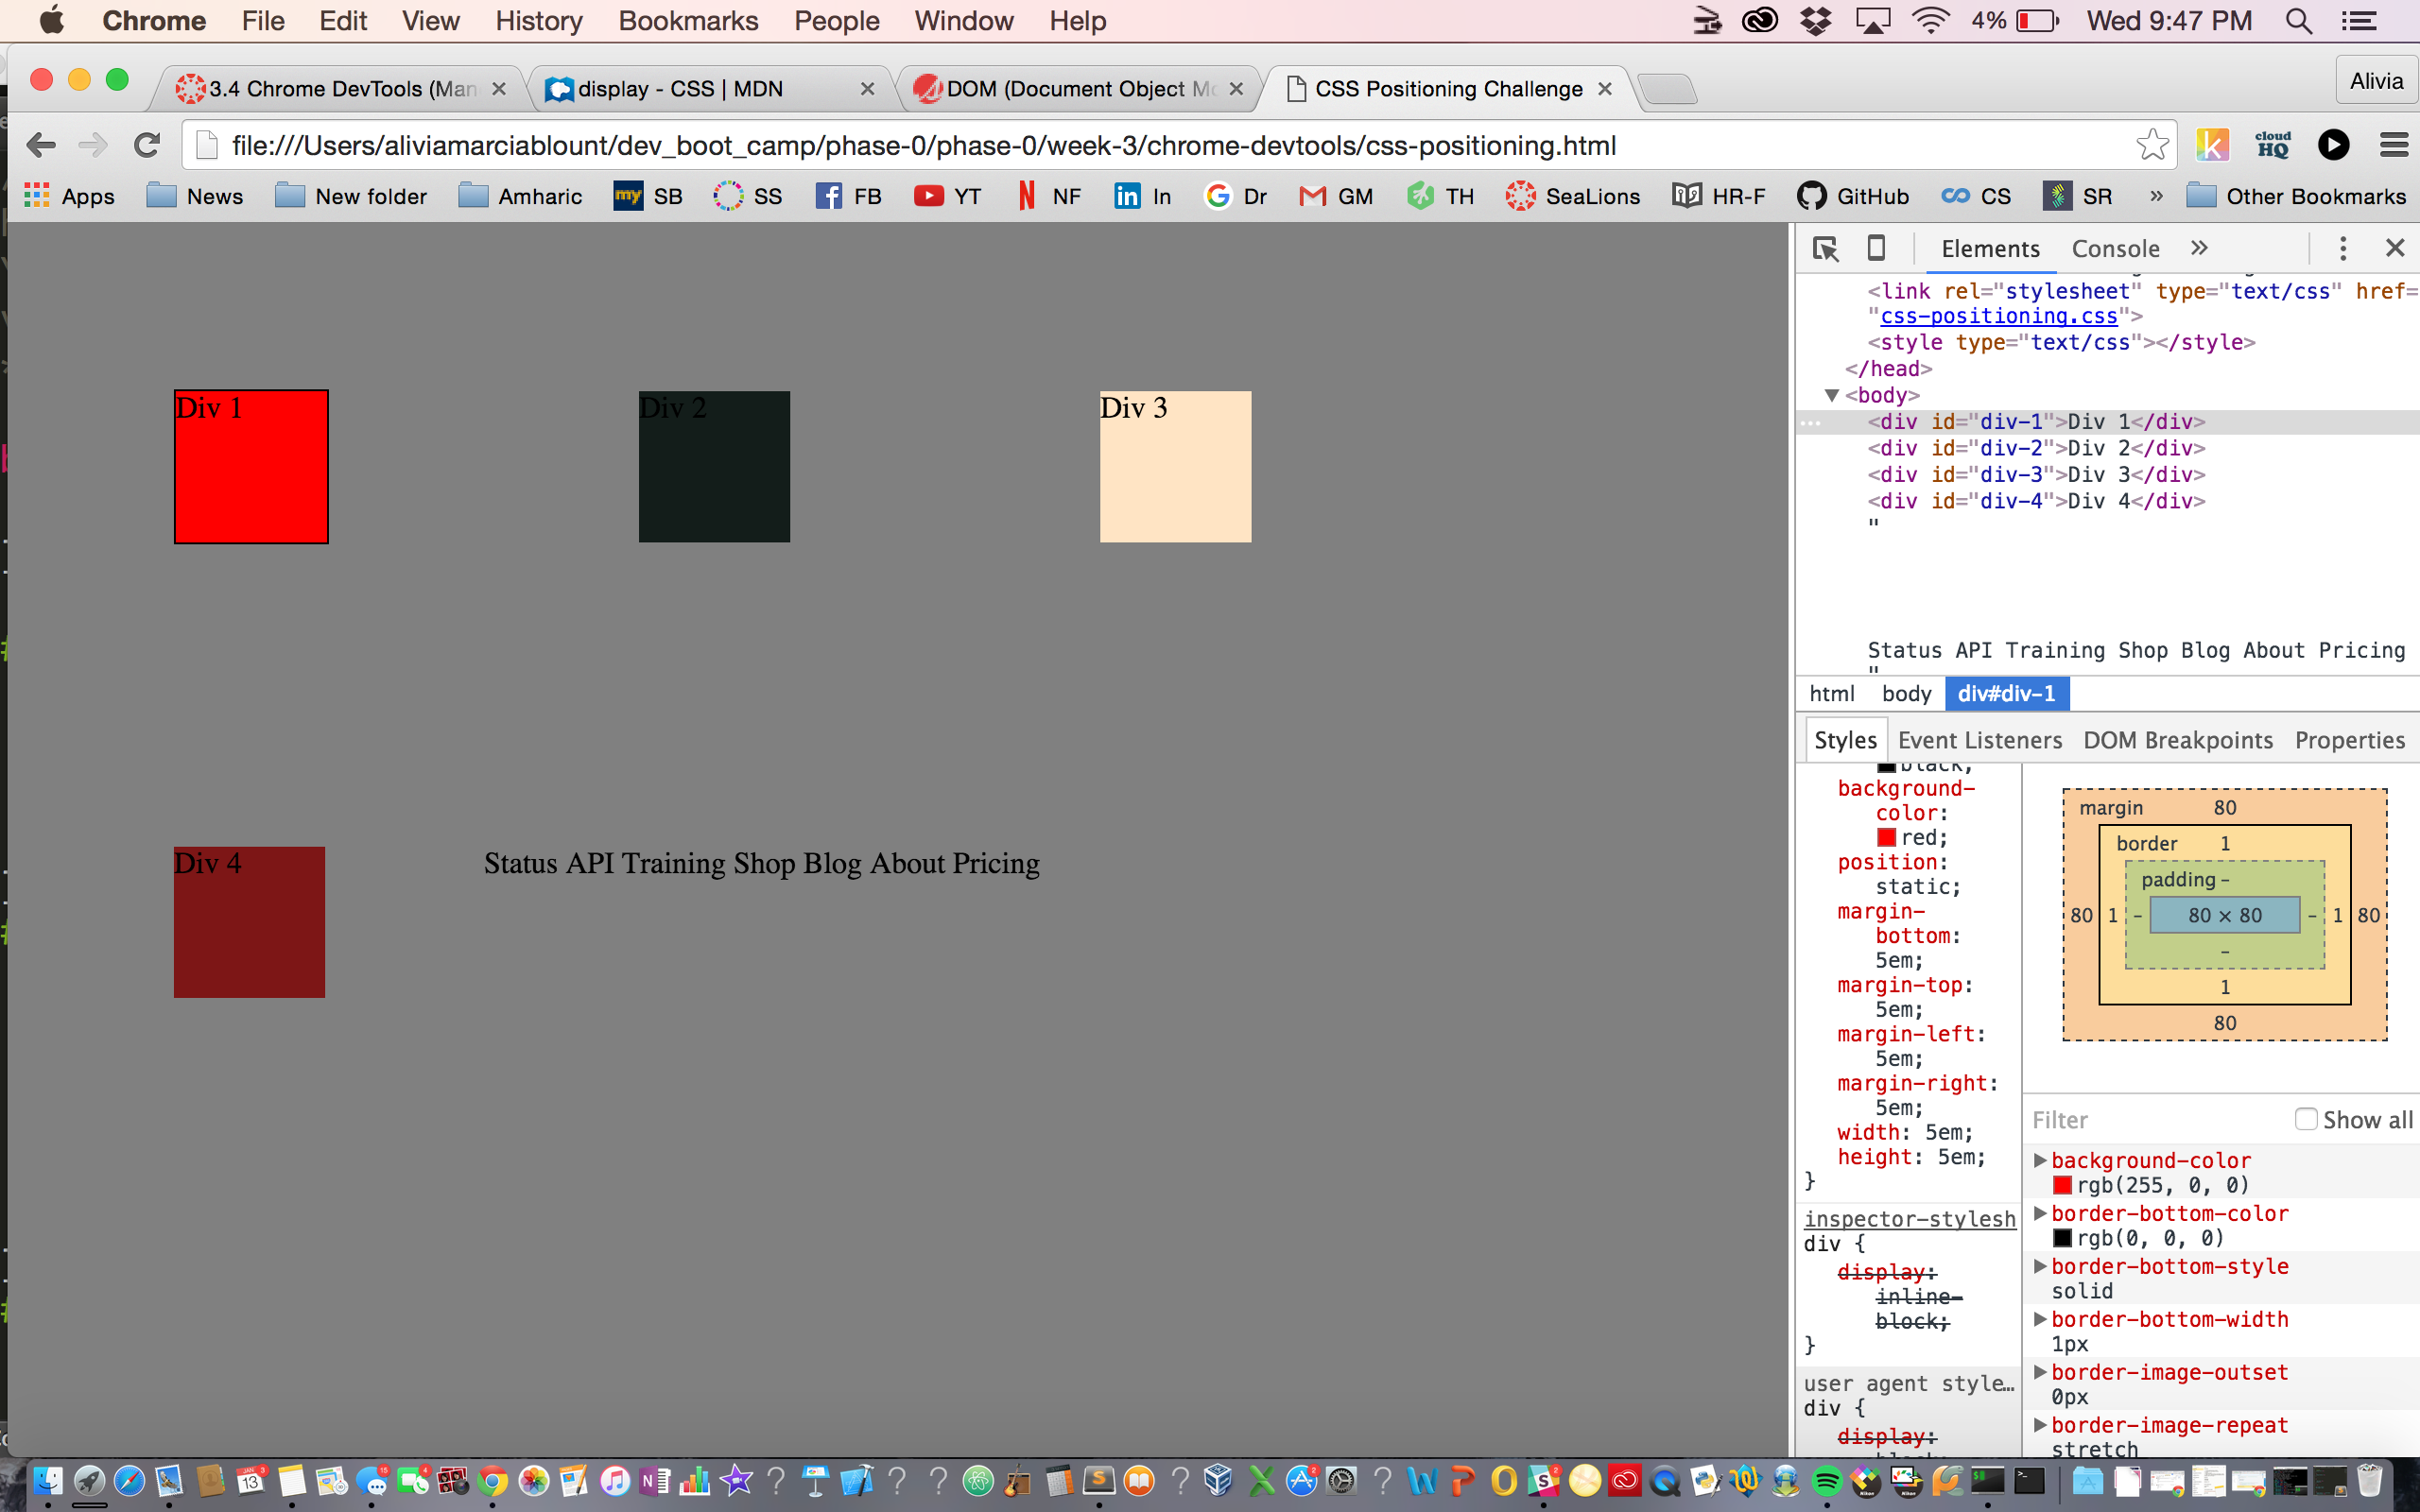 Chrome File Edit View History Bookmarks People Window Help 4% Wed 9:47 PM
3.4 Chrome DevTools (Man display - CSS | MDN DOM (Document Object Mo CSS Positioning Challenge Alivia
file:///Users/aliviamarciablount/dev_boot_camp/phase-0/phase-0/week-3/chrome-devtools/css-positioning.html k cloud HQ
Apps News New folder Amharic my SB SS FB YT NF In Dr GM TH SeaLions HR-F GitHub CS SR » Other Bookmarks
Div 1
Div 2
Div 3
Div 4
Status API Training Shop Blog About Pricing
Elements Console »
<link rel="stylesheet" type="text/css" href=
"css-positioning.css">
<style type="text/css"></style>
</head>
▼<body>
<div id="div-1">Div 1</div>
<div id="div-2">Div 2</div>
<div id="div-3">Div 3</div>
<div id="div-4">Div 4</div>
"
Status API Training Shop Blog About Pricing
"
html body div#div-1
Styles Event Listeners DOM Breakpoints Properties
black;
background-
color:
red;
position:
static;
margin-
bottom:
5em;
margin-top:
5em;
margin-left:
5em;
margin-right:
5em;
width: 5em;
height: 5em;
}
inspector-stylesh
div {
display:
inline-
block;
}
user agent style…
div {
display:
margin 80
border 1
padding -
80 1 - 80 × 80 - 1 80
-
1
80
Filter Show all
background-color
rgb(255, 0, 0)
border-bottom-color
rgb(0, 0, 0)
border-bottom-style
solid
border-bottom-width
1px
border-image-outset
0px
border-image-repeat
stretch